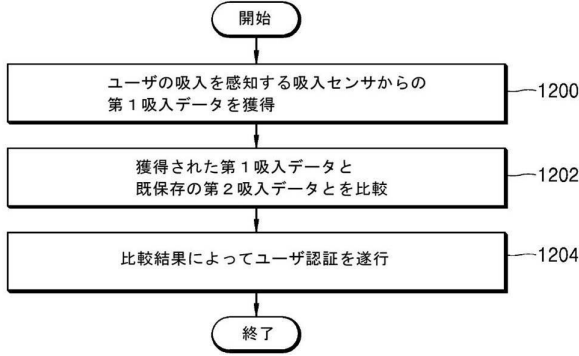 開始
ユーザの吸入を感知する吸入センサからの
第1吸入データを獲得
1200
獲得された第1吸入データと
既保存の第2吸入データとを比較
1202
比較結果によってユーザ認証を遂行
1204
終了